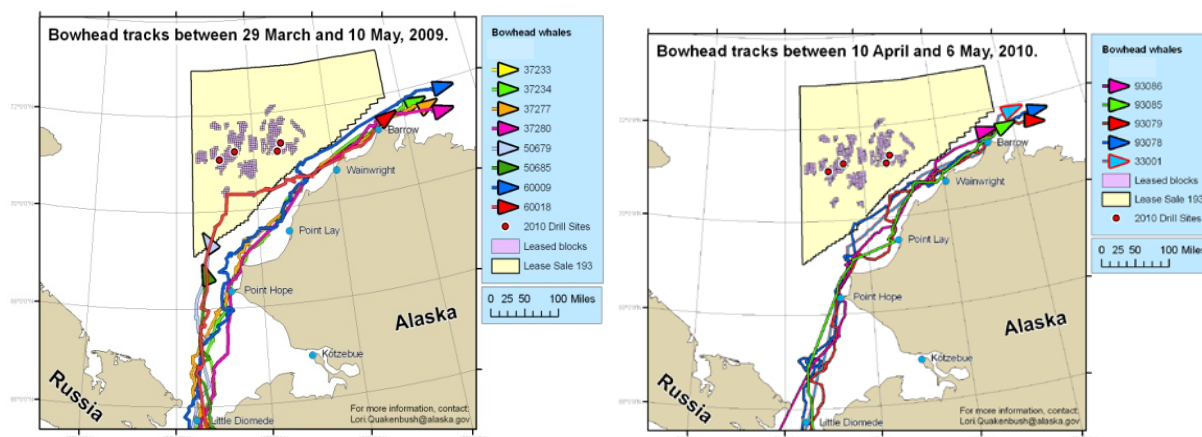 Bowhead tracks between 29 March and 10 May, 2009.
Barrow
Wainwright
Point Lay
Point Hope
Alaska
Kotzebue
Russia
Little Diomede
For more information, contact:
Lori.Quakenbush@alaska.gov
Bowhead whales
37233
37234
37277
37280
50679
50685
60009
60018
2010 Drill Sites
Leased blocks
Lease Sale 193
0 25 50 100 Miles
Bowhead tracks between 10 April and 6 May, 2010.
Barrow
Wainwright
Point Lay
Point Hope
Alaska
Kotzebue
Russia
Little Diomede
For more information, contact:
Lori.Quakenbush@alaska.gov
Bowhead whales
93086
93085
93079
93078
33001
Leased blocks
Lease Sale 193
2010 Drill Sites
0 25 50 100 Miles